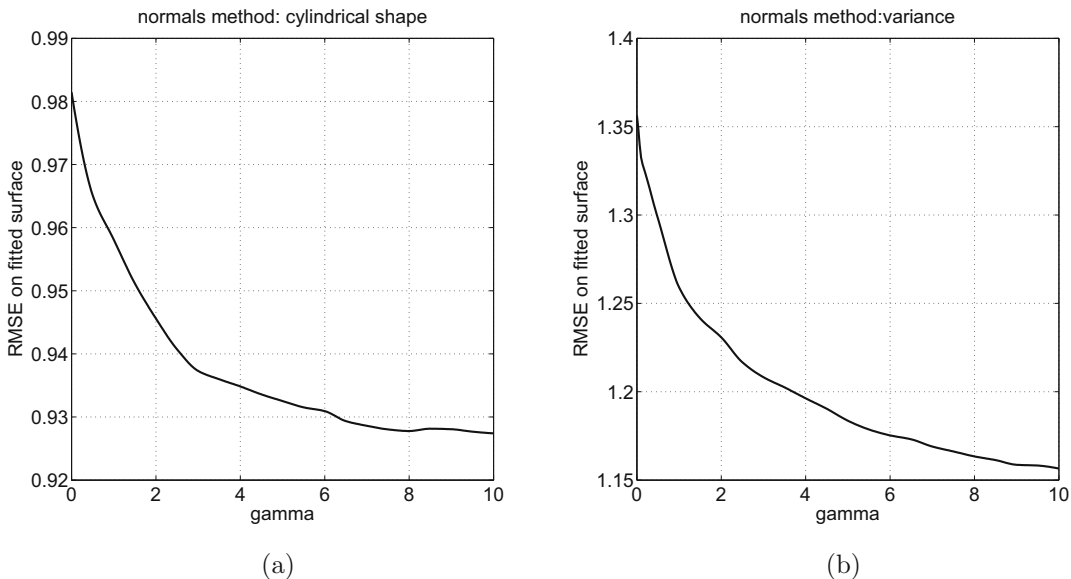 normals method: cylindrical shape
0.99
0.98
0.97
0.96
0.95
0.94
0.93
0.92
RMSE on fitted surface
0 2 4 6 8 10
gamma
(a)
normals method:variance
1.4
1.35
1.3
1.25
1.2
1.15
RMSE on fitted surface
0 2 4 6 8 10
gamma
(b)